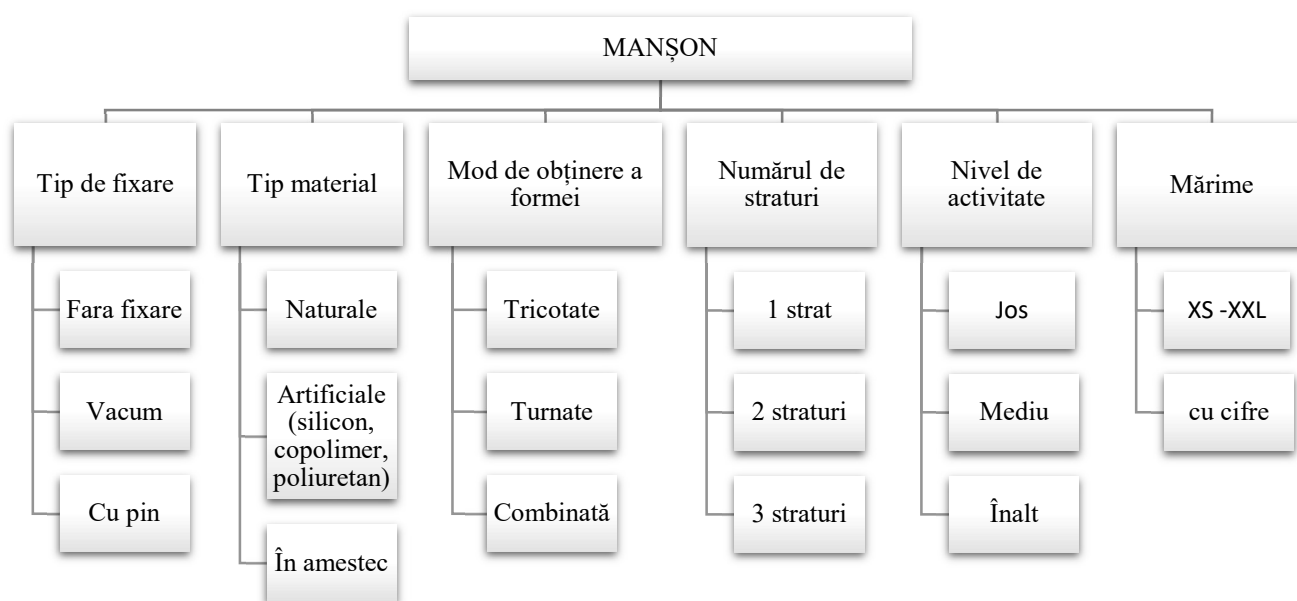 MANȘON
Tip de fixare
Fara fixare
Vacum
Cu pin
Tip material
Naturale
Artificiale
(silicon,
copolimer,
poliuretan)
În amestec
Mod de obținere a
formei
Tricotate
Turnate
Combinată
Numărul de
straturi
1 strat
2 straturi
3 straturi
Nivel de
activitate
Jos
Mediu
Înalt
Mărime
XS -XXL
cu cifre